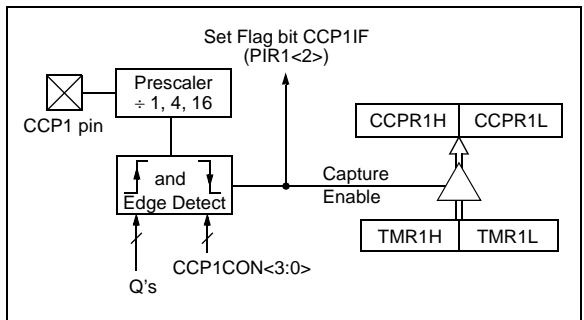 Set Flag bit CCP1IF
(PIR1<2>)
Prescaler
÷ 1, 4, 16
CCP1 pin
CCPR1H CCPR1L
and
Edge Detect
Capture
Enable
TMR1H TMR1L
Q's
CCP1CON<3:0>